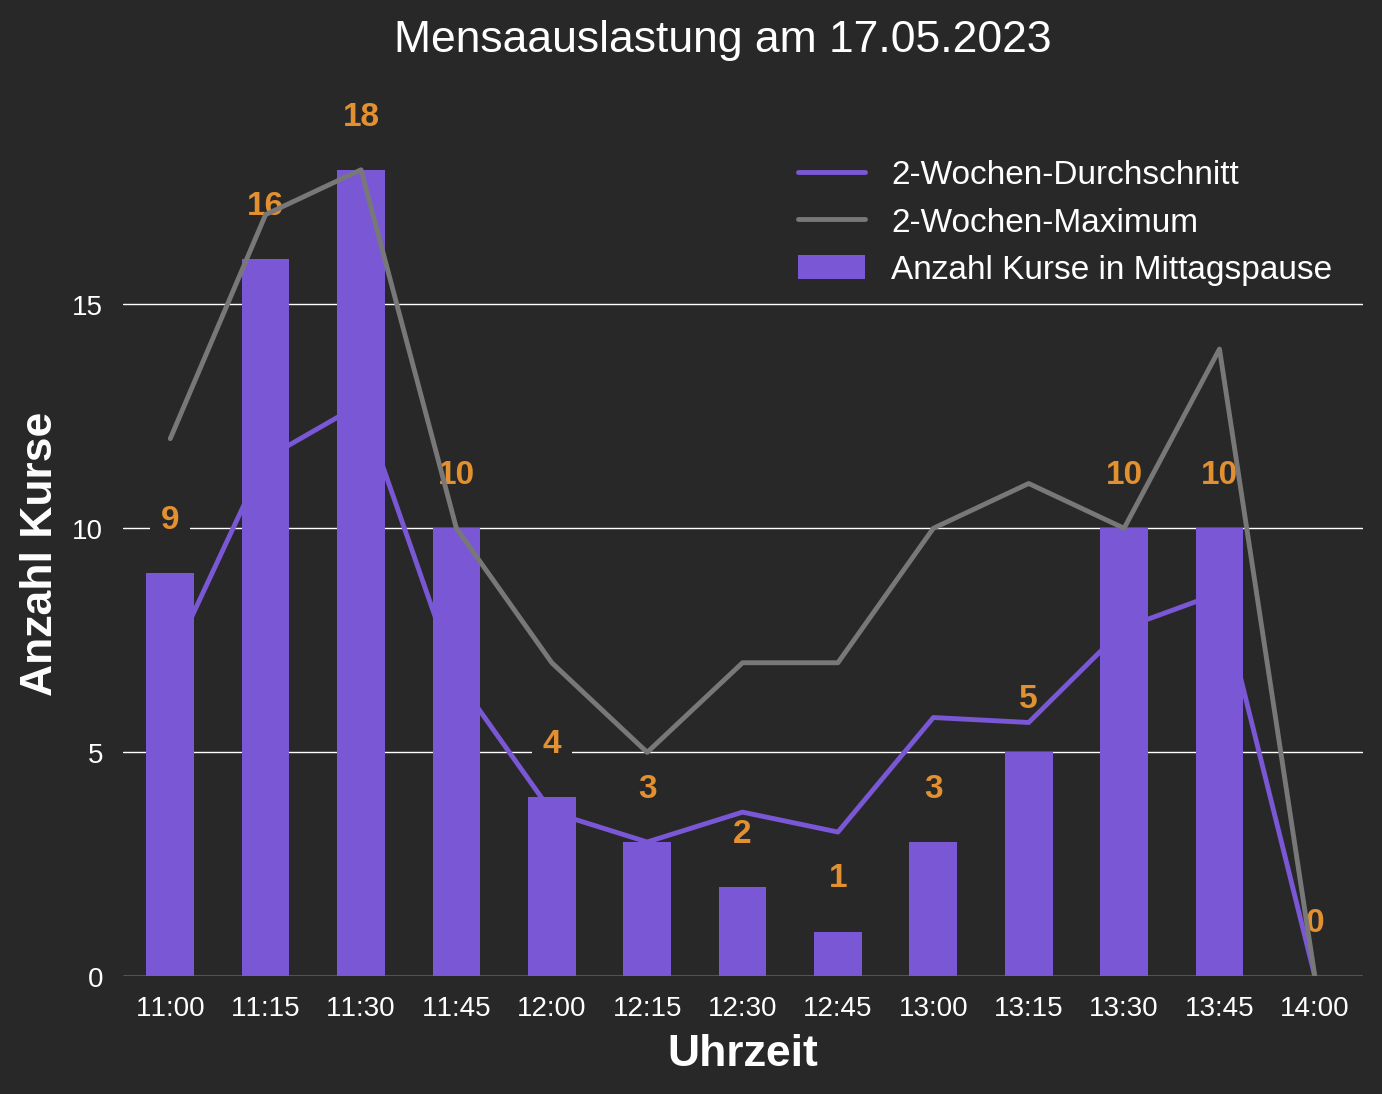 Mensaauslastung am 17.05.2023
18
2-Wochen-Durchschnitt
16
2-Wochen-Maximum
Anzahl Kurse in Mittagspause
15
10
10
10
9
10
5
4
5
3
3
2
1
0
0
11:00 11:15 11:30 11:45 12:00 12:15 12:30 12:45 13:00 13:15 13:30 13:45 14:00
Uhrzeit
Anzahl Kurse